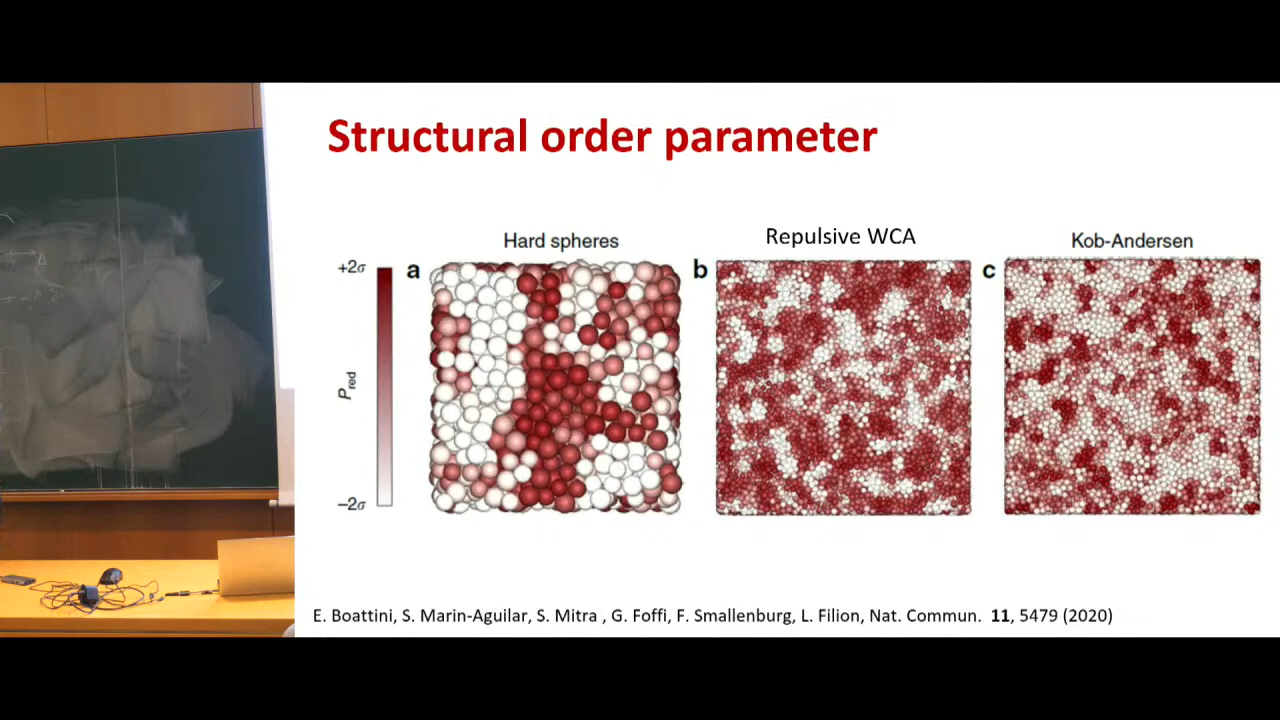 Structural order parameter
Hard spheres
Repulsive WCA
Kob-Andersen
+2σ
a
b
c
P_red
−2σ
E. Boattini, S. Marin-Aguilar, S. Mitra , G. Foffi, F. Smallenburg, L. Filion, Nat. Commun. 11, 5479 (2020)